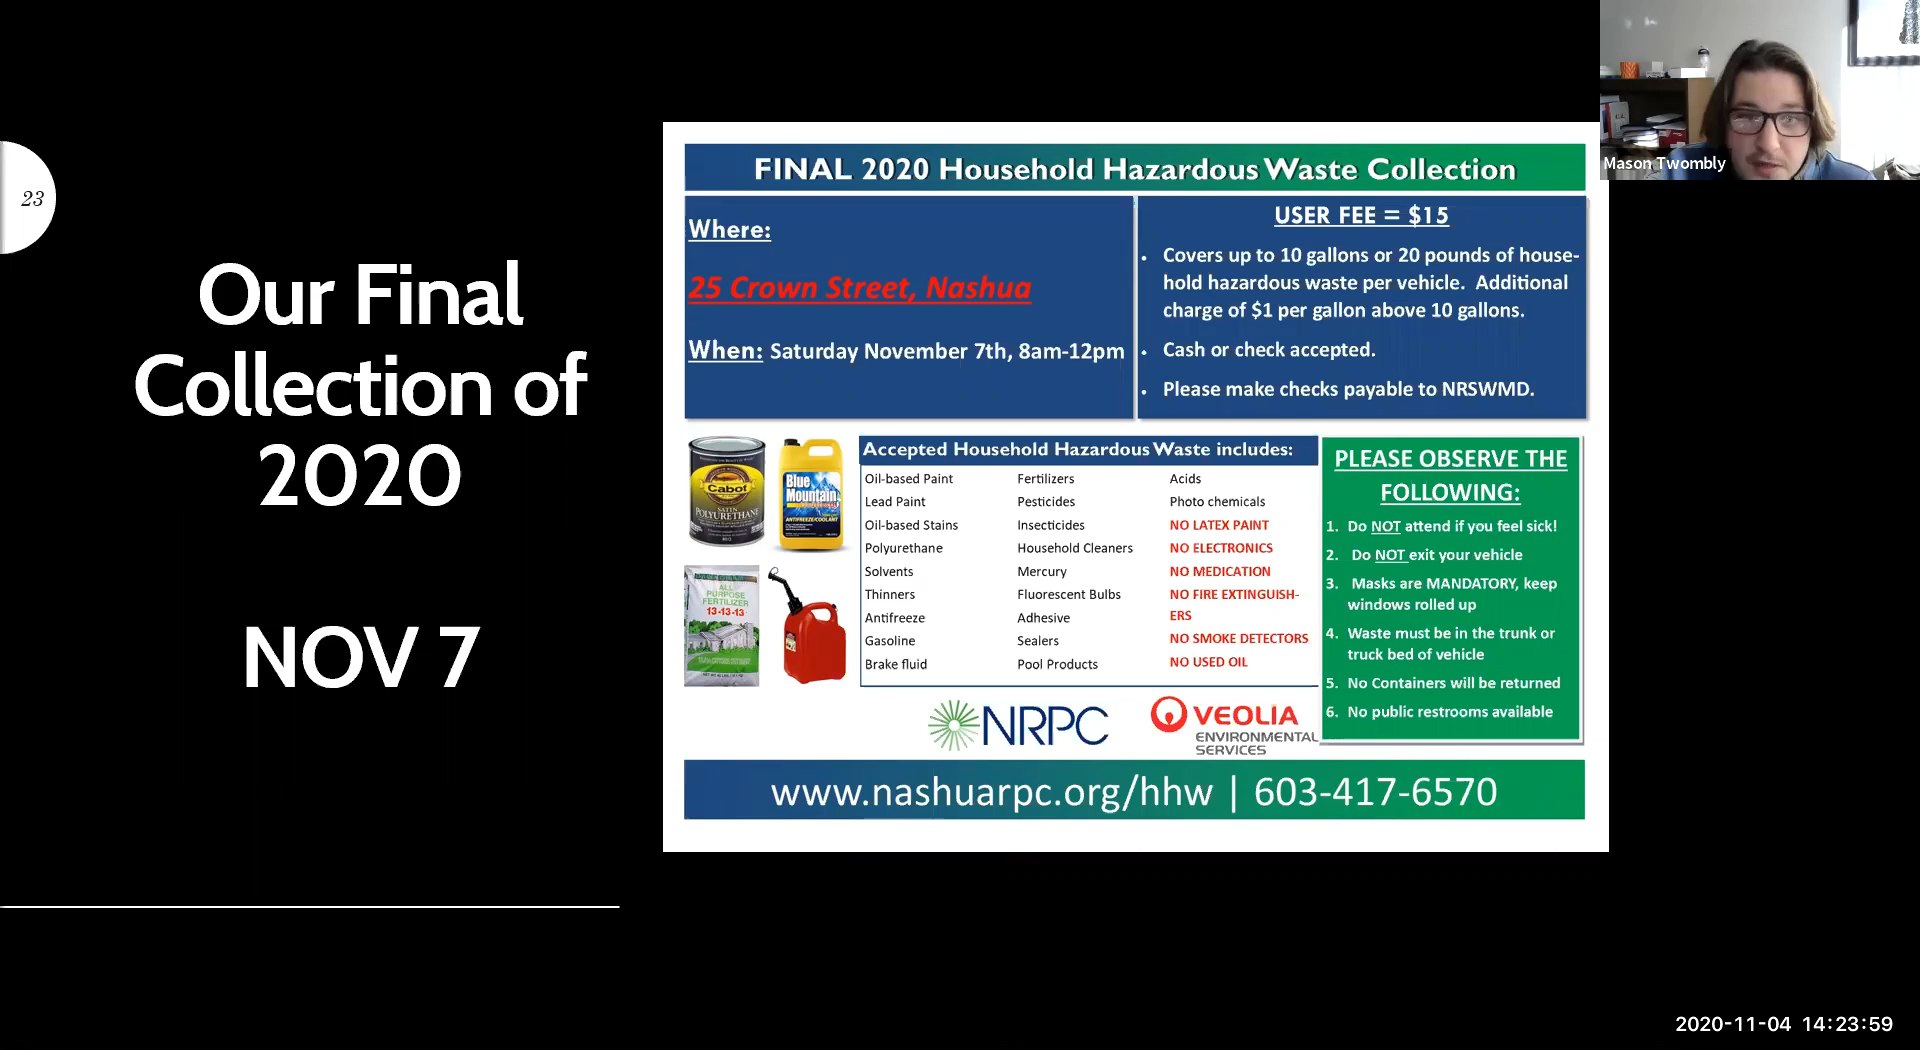 23
Our Final
Collection of
2020
NOV 7
FINAL 2020 Household Hazardous Waste Collection
Where:
25 Crown Street, Nashua
When: Saturday November 7th, 8am-12pm
USER FEE = $15
• Covers up to 10 gallons or 20 pounds of house-
hold hazardous waste per vehicle. Additional
charge of $1 per gallon above 10 gallons.
• Cash or check accepted.
• Please make checks payable to NRSWMD.
Cabot
SATIN
POLYURETHANE
Blue
Mountain
ANTIFREEZE/COOLANT
ALL
PURPOSE
FERTILIZER
13-13-13
Accepted Household Hazardous Waste includes:
Oil-based Paint
Lead Paint
Oil-based Stains
Polyurethane
Solvents
Thinners
Antifreeze
Gasoline
Brake fluid
Fertilizers
Pesticides
Insecticides
Household Cleaners
Mercury
Fluorescent Bulbs
Adhesive
Sealers
Pool Products
Acids
Photo chemicals
NO LATEX PAINT
NO ELECTRONICS
NO MEDICATION
NO FIRE EXTINGUISH-
ERS
NO SMOKE DETECTORS
NO USED OIL
PLEASE OBSERVE THE
FOLLOWING:
1. Do NOT attend if you feel sick!
2. Do NOT exit your vehicle
3. Masks are MANDATORY, keep
windows rolled up
4. Waste must be in the trunk or
truck bed of vehicle
5. No Containers will be returned
6. No public restrooms available
NRPC
VEOLIA
ENVIRONMENTAL
SERVICES
www.nashuarpc.org/hhw | 603-417-6570
Mason Twombly
2020-11-04 14:23:59